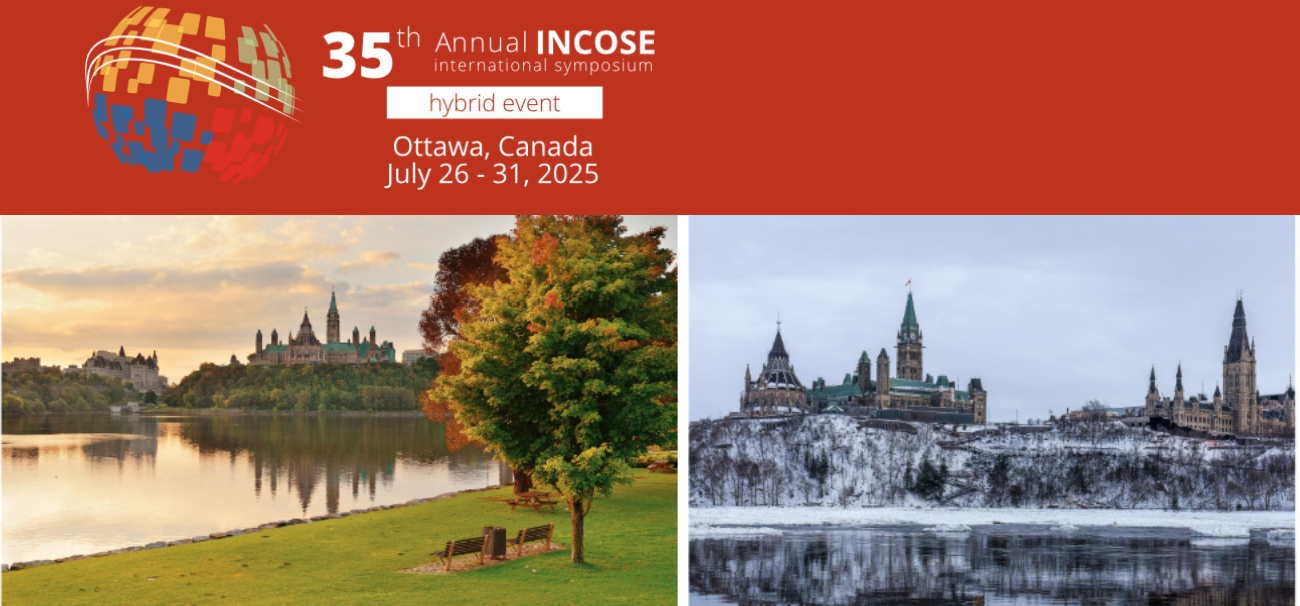 35th Annual INCOSE
international symposium
hybrid event
Ottawa, Canada
July 26 - 31, 2025